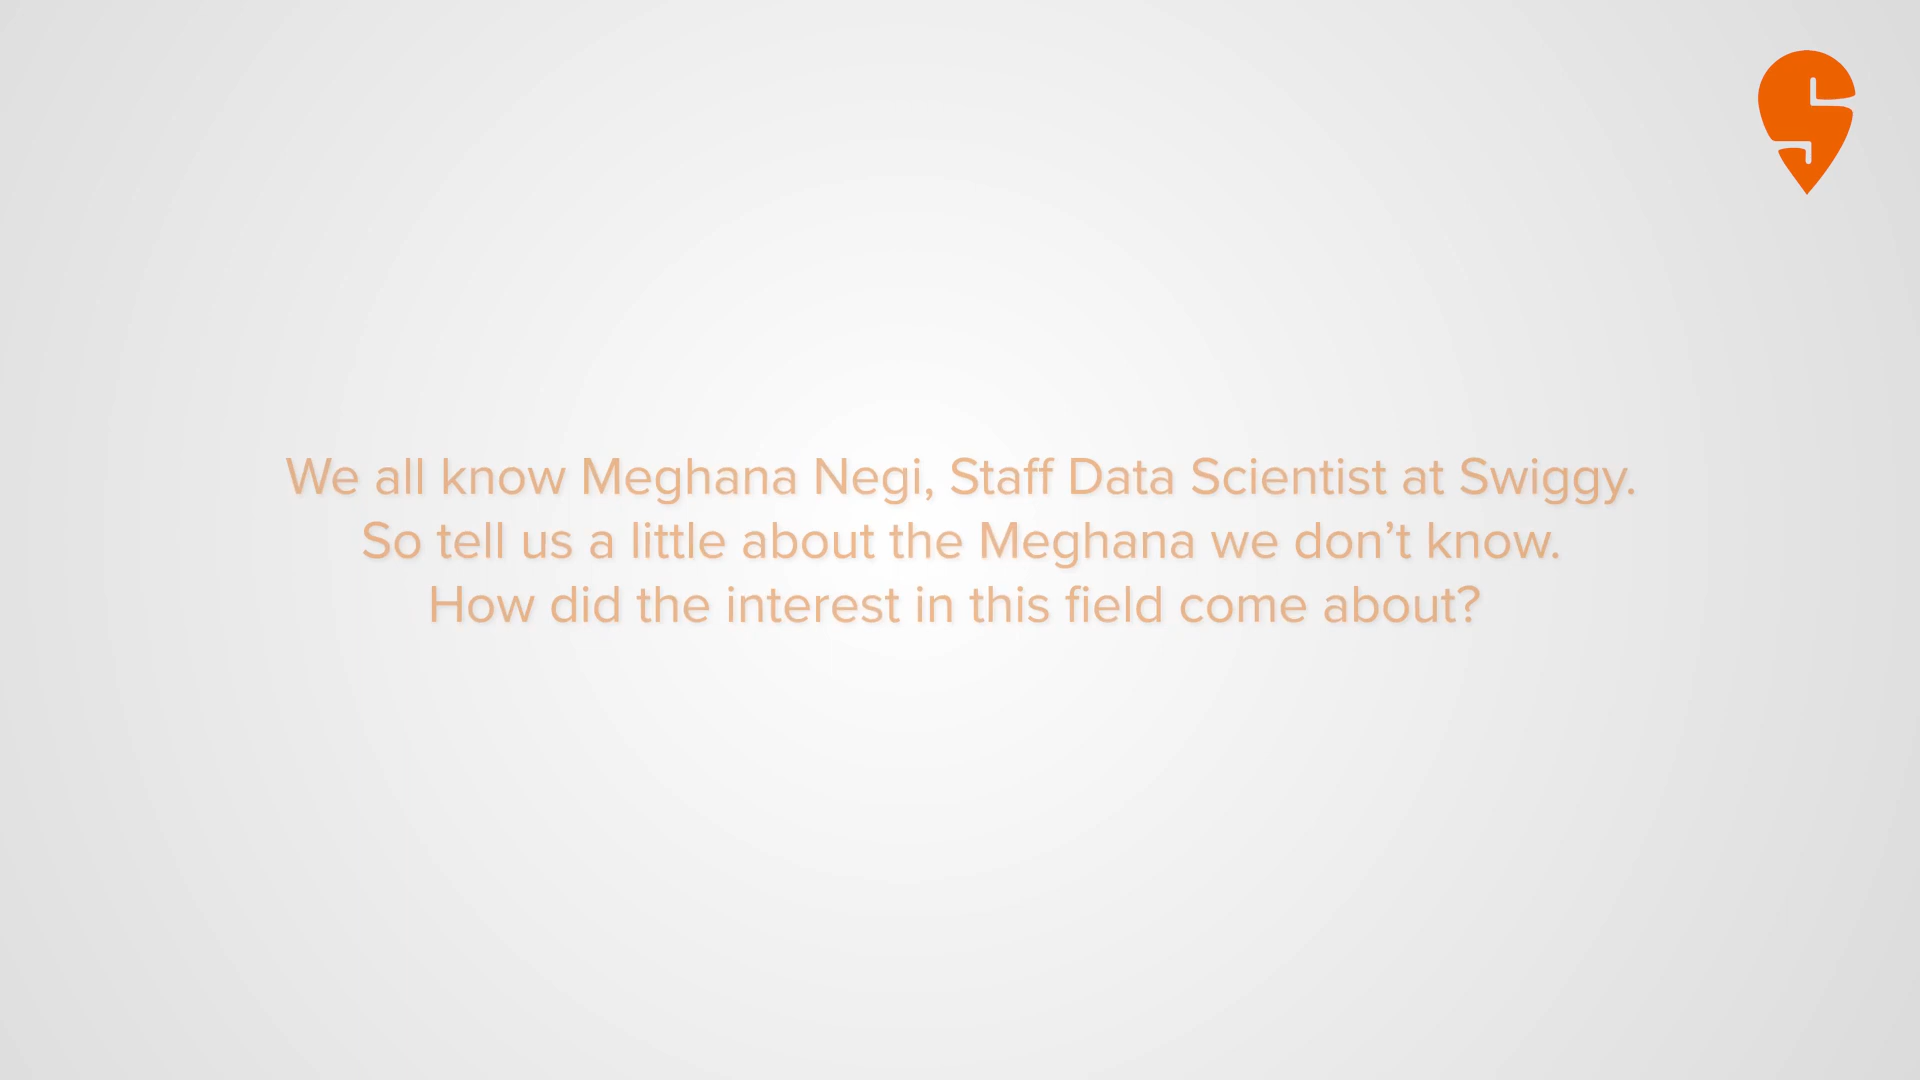 We all know Meghana Negi, Staff Data Scientist at Swiggy.
So tell us a little about the Meghana we don’t know.
How did the interest in this field come about?